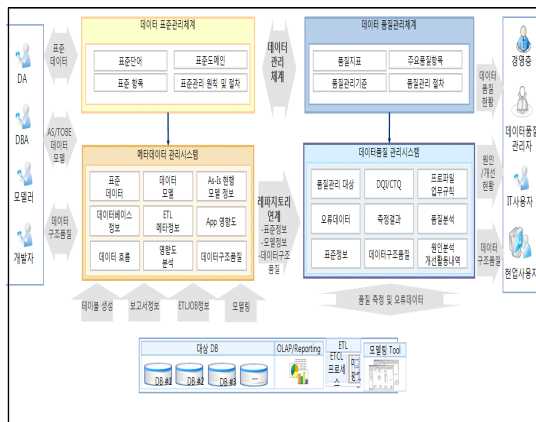 데이터 표준관리체계
표준단어
표준도메인
표준 항목
표준관리 원칙 및 절차
데이터
관리
체계
데이터 품질관리체계
품질지표
주요품질항목
품질관리기준
품질관리 절차
DA
DBA
모델러
개발자
표준
데이터
AS/TOBE
데이터
모델
데이터
구조품질
메타데이터 관리시스템
표준
데이터
데이터
모델
As-Is 현행
모델 정보
데이터베이스
정보
ETL
메타정보
App 영향도
데이터 흐름
영향도
분석
데이터구조품질
레파지토리
연계
-표준정보
-모델정보
-데이터구조
품질
데이터품질 관리시스템
품질관리 대상
DQI/CTQ
프로파일
업무규칙
오류데이터
측정결과
품질분석
표준정보
데이터구조품질
원인분석
개선활동내역
데이터
품질
현황
원인
/개선
현황
데이터
구조품질
경영층
데이터품질
관리자
IT사용자
현업사용자
테이블 생성
보고서정보
ETLJOB정보
모델링
품질 측정 및 오류데이터
대상 DB
DB #1
DB #2
DB #3
....
OLAP/Reporting
ETL
ETCL
프로세
스
모델링 Tool